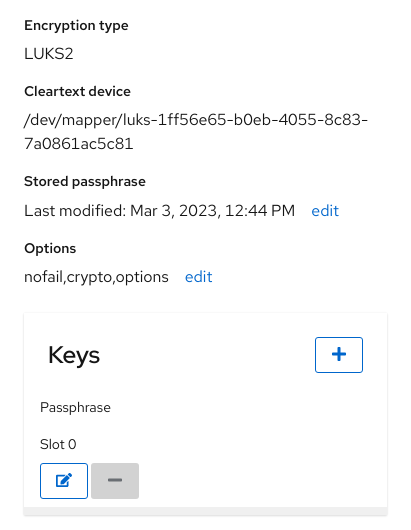 Encryption type
LUKS2
Cleartext device
/dev/mapper/luks-1ff56e65-b0eb-4055-8c83-
7a0861ac5c81
Stored passphrase
Last modified: Mar 3, 2023, 12:44 PM edit
Options
nofail,crypto,options edit
Keys
Passphrase
Slot 0